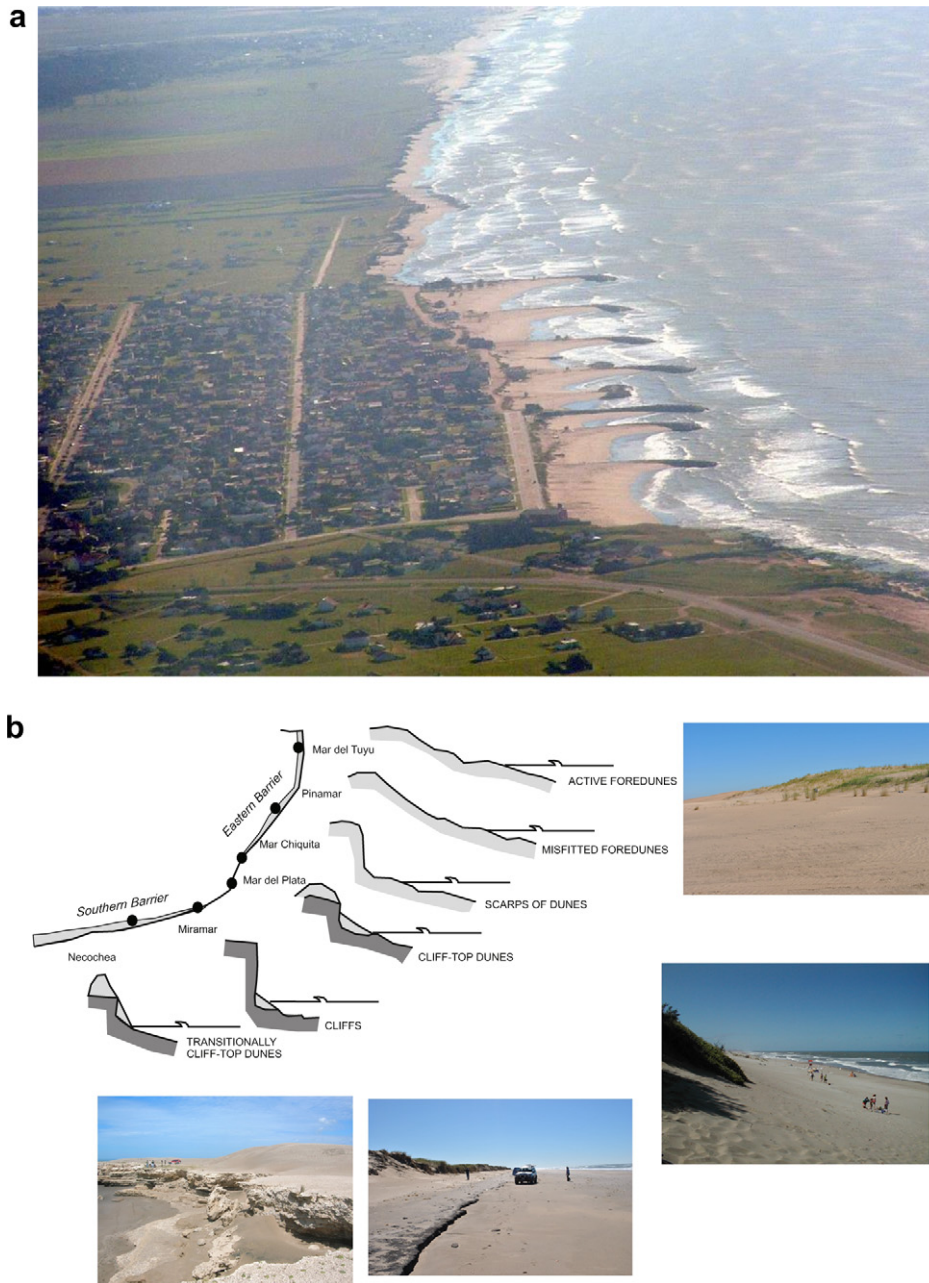 a
b
Mar del Tuyu
Eastern Barrier
Pinamar
Mar Chiquita
Mar del Plata
Southern Barrier
Miramar
Necochea
ACTIVE FOREDUNES
MISFITTED FOREDUNES
SCARPS OF DUNES
CLIFF-TOP DUNES
CLIFFS
TRANSITIONALLY
CLIFF-TOP DUNES